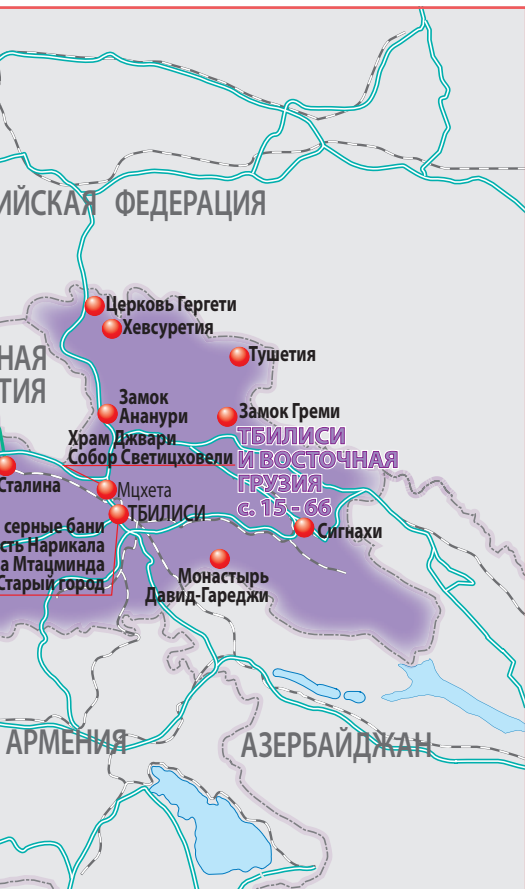 ИЙСКАЯ ФЕДЕРАЦИЯ
Церковь Гергети
Хевсуретия
НАЯ
ТИЯ
Тушетия
Замок
Ананури
Замок Греми
Храм Джвари
Собор Светицховели
ТБИЛИСИ
И ВОСТОЧНАЯ
ГРУЗИЯ
с. 15 - 66
Сталина
Мцхета
ТБИЛИСИ
серные бани
сть Нарикала
а Мтацминда
Старый город
Сигнахи
Монастырь
Давид-Гареджи
АРМЕНИЯ
АЗЕРБАЙДЖАН